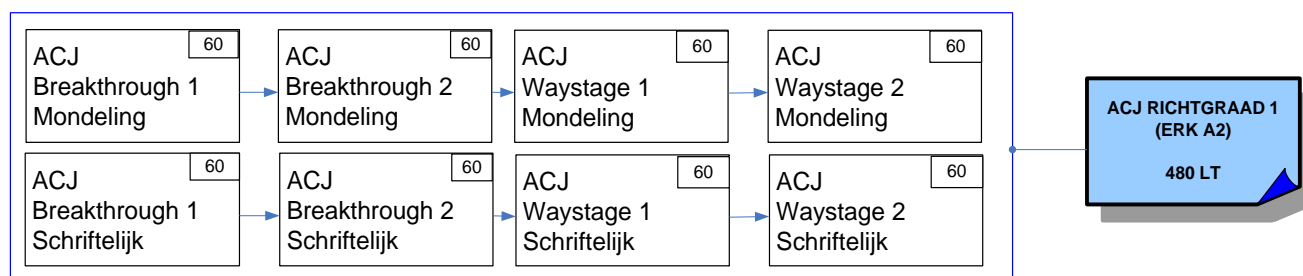 60
ACJ
Breakthrough 1
Mondeling
60
ACJ
Breakthrough 2
Mondeling
60
ACJ
Waystage 1
Mondeling
60
ACJ
Waystage 2
Mondeling
60
ACJ
Breakthrough 1
Schriftelijk
60
ACJ
Breakthrough 2
Schriftelijk
60
ACJ
Waystage 1
Schriftelijk
60
ACJ
Waystage 2
Schriftelijk
ACJ RICHTGRAAD 1
(ERK A2)
480 LT